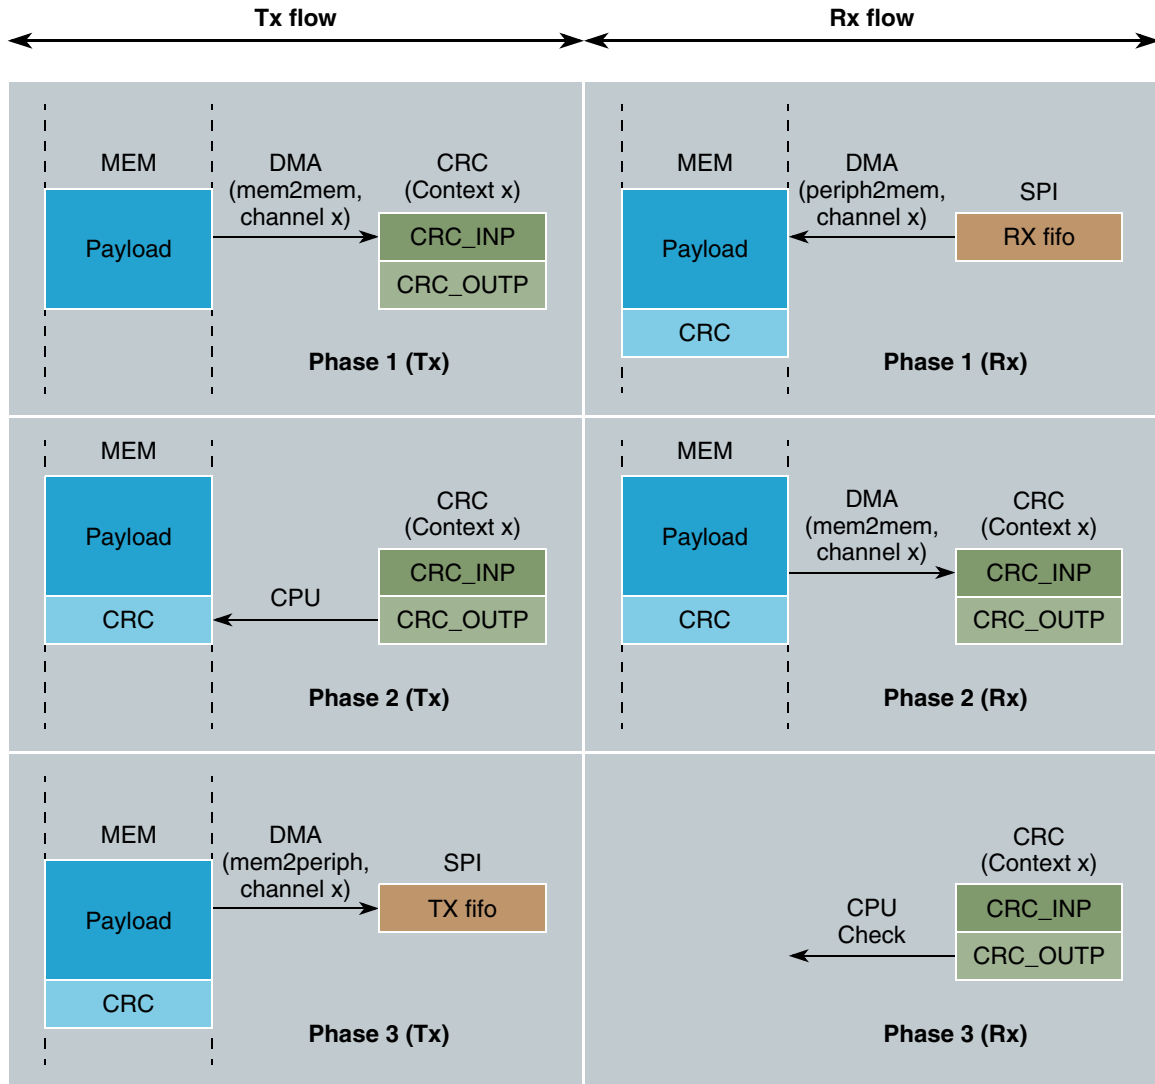 Tx flow
Rx flow
MEM
DMA
(mem2mem,
channel x)
CRC
(Context x)
Payload
CRC_INP
CRC_OUTP
Phase 1 (Tx)
MEM
DMA
(periph2mem,
channel x)
SPI
Payload
RX fifo
CRC
Phase 1 (Rx)
MEM
CRC
(Context x)
Payload
CRC_INP
CPU
CRC
CRC_OUTP
Phase 2 (Tx)
MEM
DMA
(mem2mem,
channel x)
CRC
(Context x)
Payload
CRC_INP
CRC
CRC_OUTP
Phase 2 (Rx)
MEM
DMA
(mem2periph,
channel x)
SPI
Payload
TX fifo
CRC
Phase 3 (Tx)
CRC
(Context x)
CPU
Check
CRC_INP
CRC_OUTP
Phase 3 (Rx)